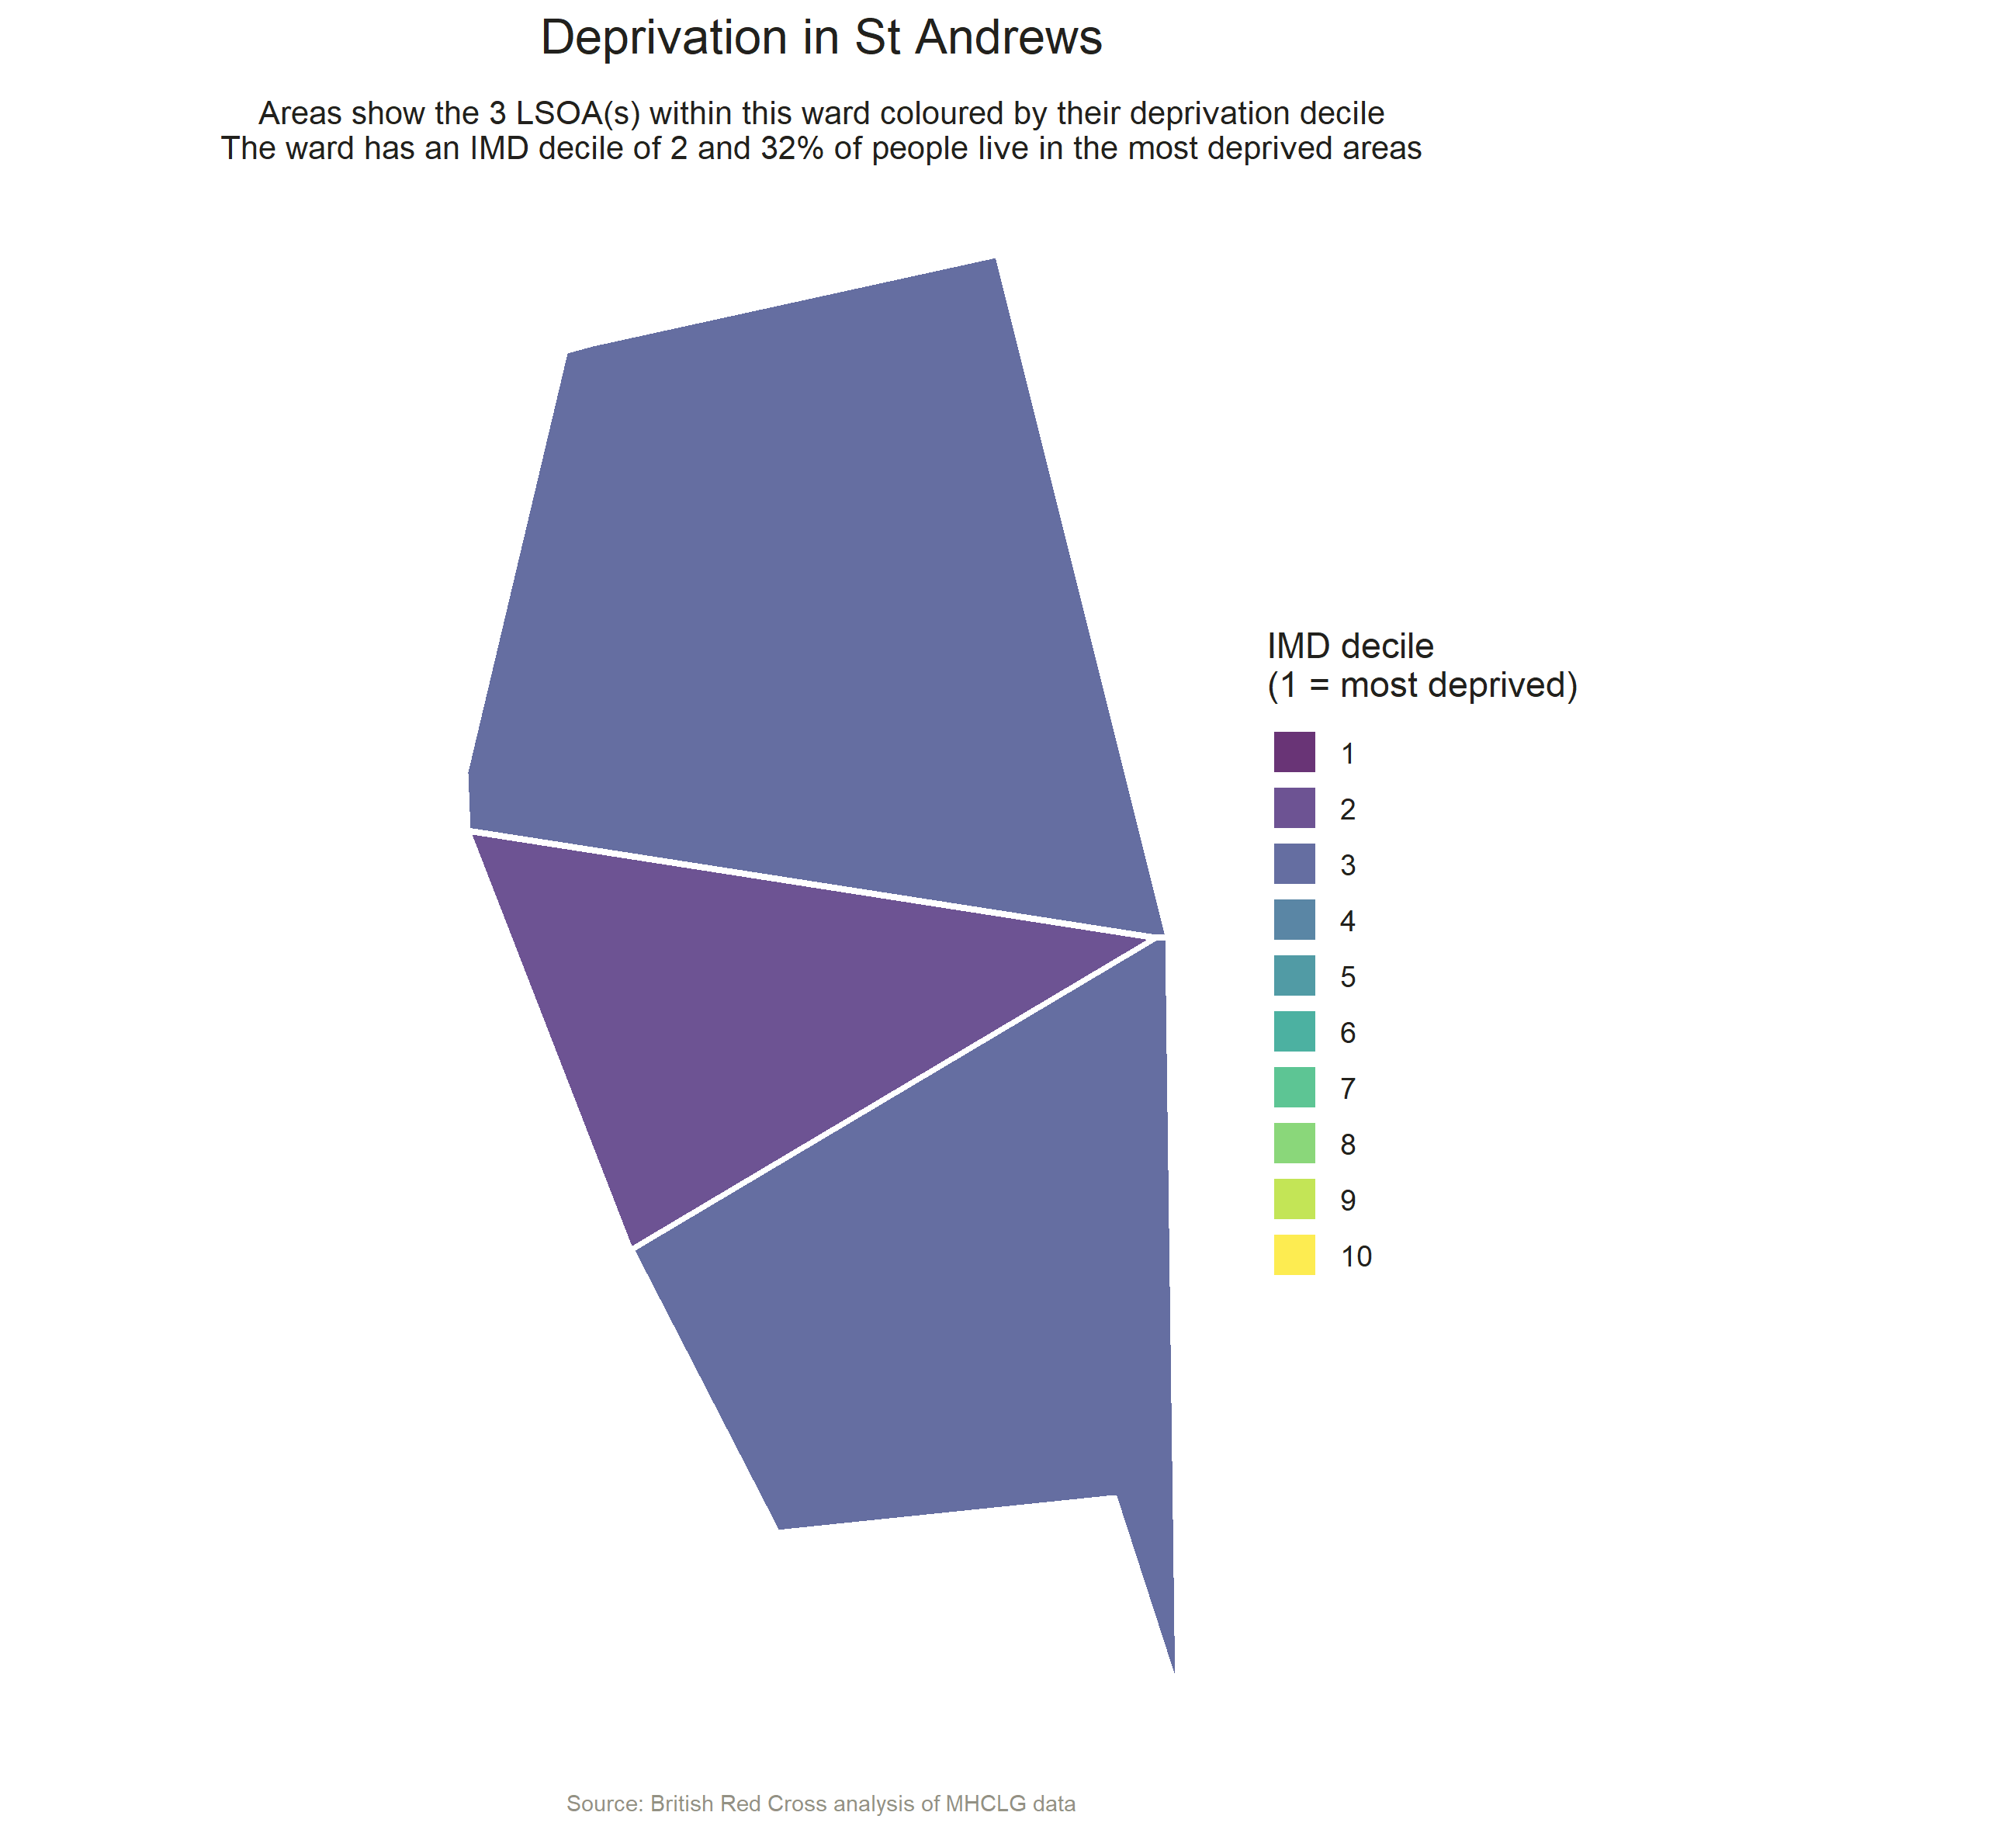 Deprivation in St Andrews
Areas show the 3 LSOA(s) within this ward coloured by their deprivation decile
The ward has an IMD decile of 2 and 32% of people live in the most deprived areas
IMD decile
(1 = most deprived)
1
2
3
4
5
6
7
8
9
10
Source: British Red Cross analysis of MHCLG data